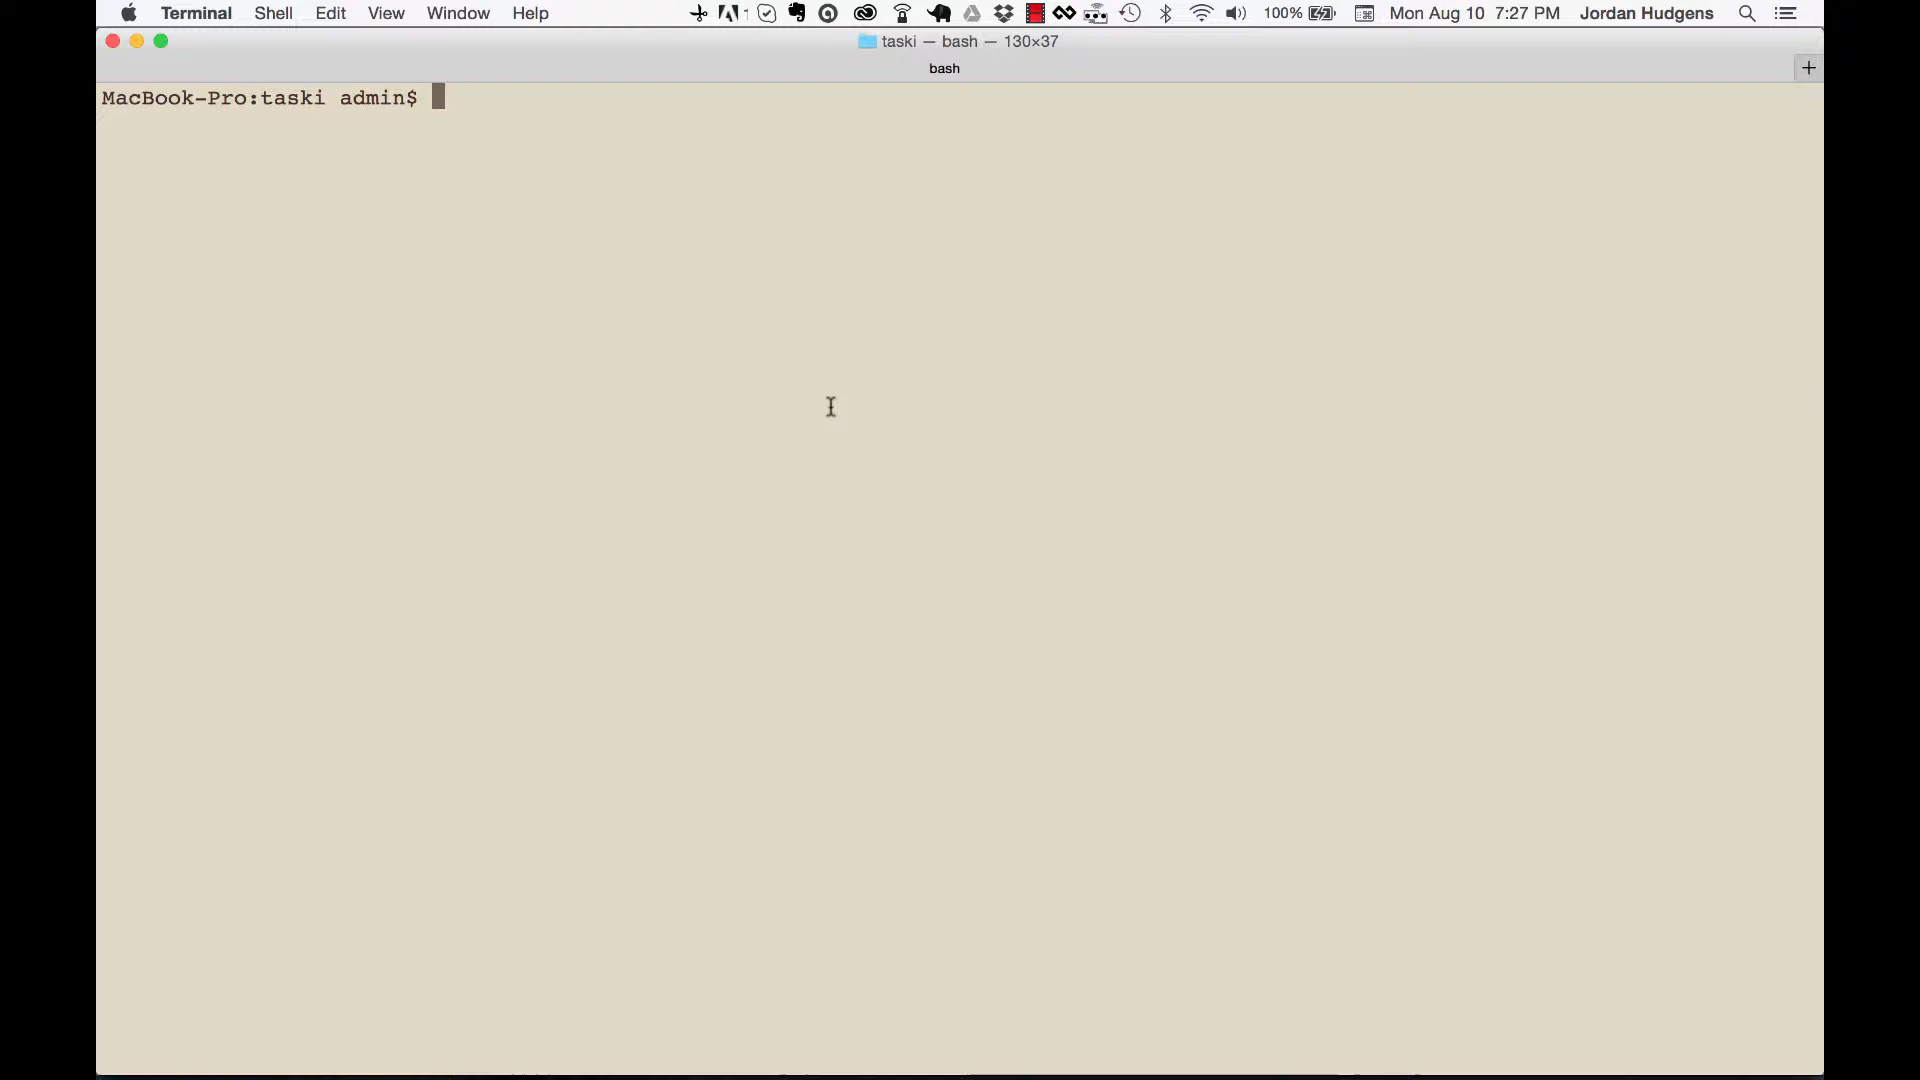 Terminal Shell Edit View Window Help 1 100% Mon Aug 10 7:27 PM Jordan Hudgens
taski — bash — 130×37
bash
MacBook-Pro:taski admin$